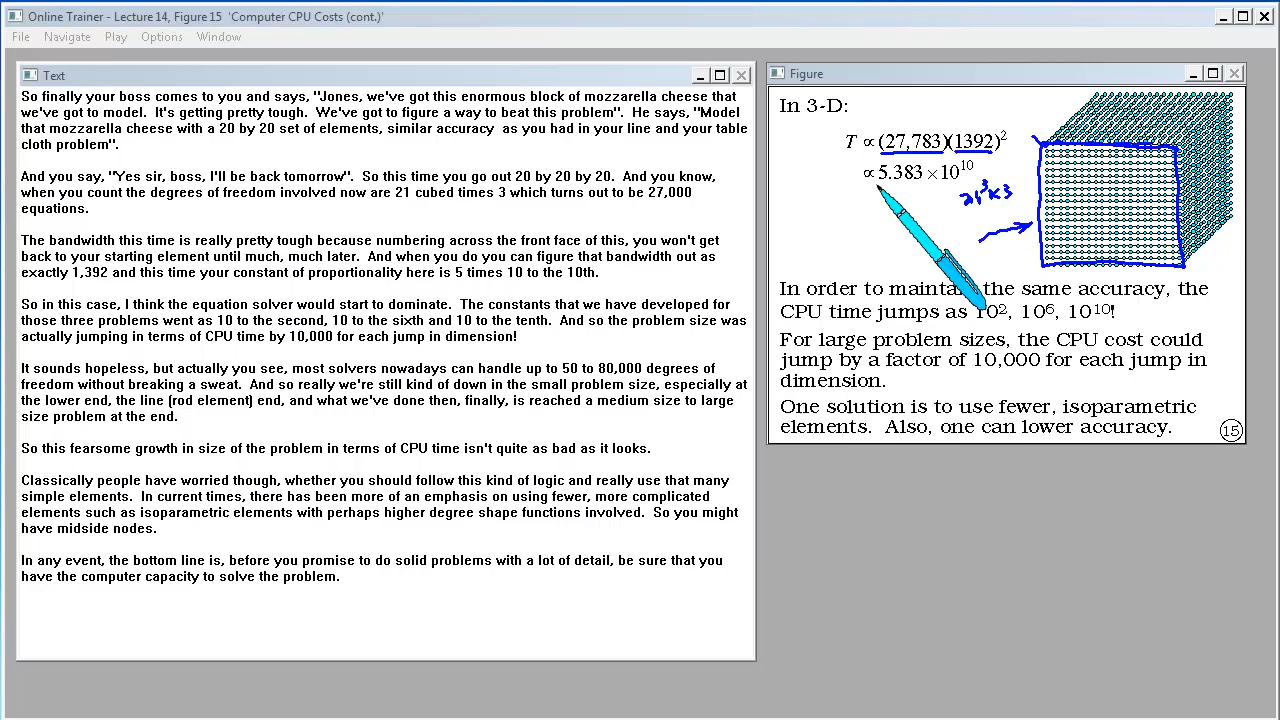 Online Trainer - Lecture 14, Figure 15 'Computer CPU Costs (cont.)'
File Navigate Play Options Window
Text
So finally your boss comes to you and says, "Jones, we've got this enormous block of mozzarella cheese that
we've got to model. It's getting pretty tough. We've got to figure a way to beat this problem". He says, "Model
that mozzarella cheese with a 20 by 20 set of elements, similar accuracy as you had in your line and your table
cloth problem".
And you say, "Yes sir, boss, I'll be back tomorrow". So this time you go out 20 by 20 by 20. And you know,
when you count the degrees of freedom involved now are 21 cubed times 3 which turns out to be 27,000
equations.
The bandwidth this time is really pretty tough because numbering across the front face of this, you won't get
back to your starting element until much, much later. And when you do you can figure that bandwidth out as
exactly 1,392 and this time your constant of proportionality here is 5 times 10 to the 10th.
So in this case, I think the equation solver would start to dominate. The constants that we have developed for
those three problems went as 10 to the second, 10 to the sixth and 10 to the tenth. And so the problem size was
actually jumping in terms of CPU time by 10,000 for each jump in dimension!
It sounds hopeless, but actually you see, most solvers nowadays can handle up to 50 to 80,000 degrees of
freedom without breaking a sweat. And so really we're still kind of down in the small problem size, especially at
the lower end, the line (rod element) end, and what we've done then, finally, is reached a medium size to large
size problem at the end.
So this fearsome growth in size of the problem in terms of CPU time isn't quite as bad as it looks.
Classically people have worried though, whether you should follow this kind of logic and really use that many
simple elements. In current times, there has been more of an emphasis on using fewer, more complicated
elements such as isoparametric elements with perhaps higher degree shape functions involved. So you might
have midside nodes.
In any event, the bottom line is, before you promise to do solid problems with a lot of detail, be sure that you
have the computer capacity to solve the problem.
Figure
In 3-D:
T ∝ (27,783)(1392)²
∝ 5.383 × 10¹⁰
21³×3
In order to maintain the same accuracy, the
CPU time jumps as 10², 10⁶, 10¹⁰!
For large problem sizes, the CPU cost could
jump by a factor of 10,000 for each jump in
dimension.
One solution is to use fewer, isoparametric
elements. Also, one can lower accuracy.
15